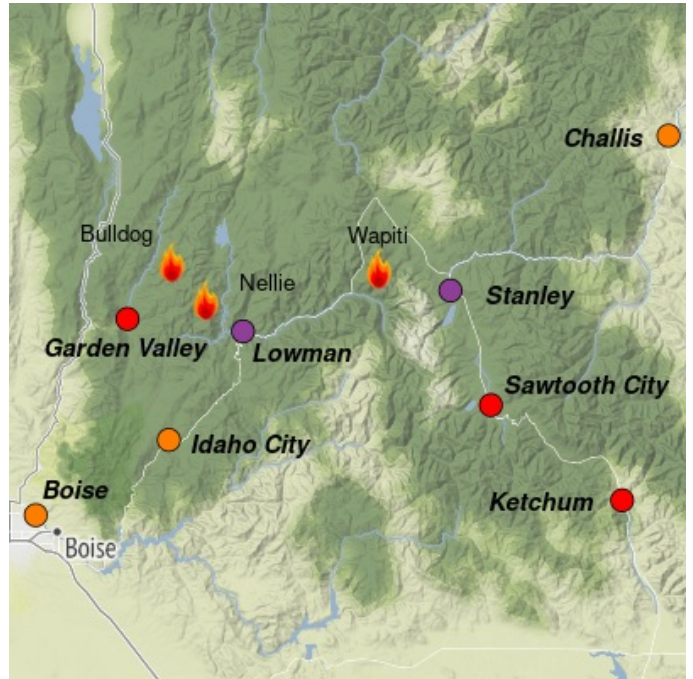 Challis
Bulldog
Wapiti
Nellie
Stanley
Garden Valley
Lowman
Sawtooth City
Idaho City
Boise
Ketchum
Boise